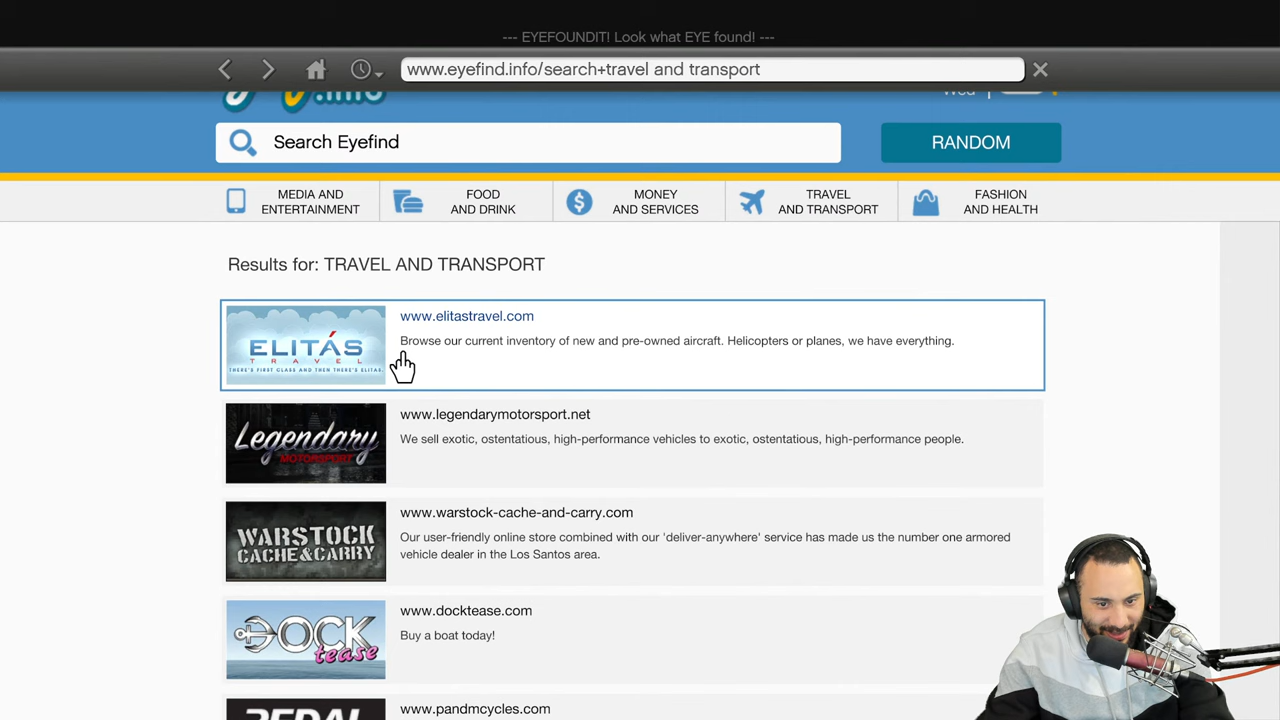 --- EYEFOUNDIT! Look what EYE found! ---
www.eyefind.info/search+travel and transport
.info
Wed |
Search Eyefind
RANDOM
MEDIA AND
ENTERTAINMENT
FOOD
AND DRINK
MONEY
AND SERVICES
TRAVEL
AND TRANSPORT
FASHION
AND HEALTH
Results for: TRAVEL AND TRANSPORT
ELITÁS
TRAVEL
THERE'S FIRST CLASS AND THEN THERE'S ELITAS.
www.elitastravel.com
Browse our current inventory of new and pre-owned aircraft. Helicopters or planes, we have everything.
Legendary
MOTORSPORT
www.legendarymotorsport.net
We sell exotic, ostentatious, high-performance vehicles to exotic, ostentatious, high-performance people.
WARSTOCK
CACHE&CARRY
www.warstock-cache-and-carry.com
Our user-friendly online store combined with our 'deliver-anywhere' service has made us the number one armored
vehicle dealer in the Los Santos area.
DOCK
tease
www.docktease.com
Buy a boat today!
PEDAL
www.pandmcycles.com